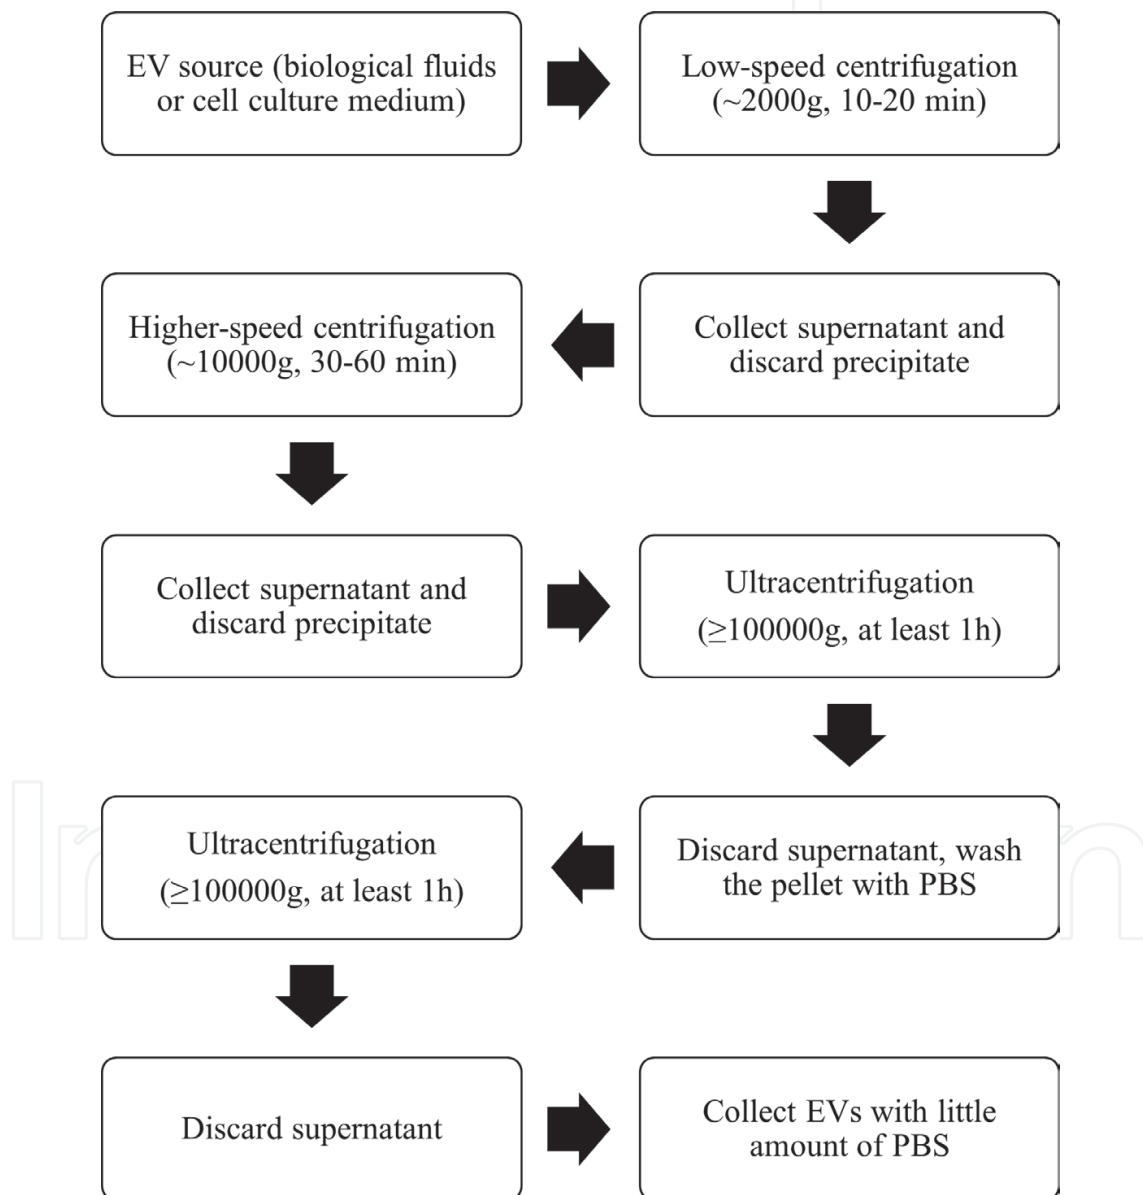 EV source (biological fluids
or cell culture medium)
Low-speed centrifugation
(~2000g, 10-20 min)
Collect supernatant and
discard precipitate
Higher-speed centrifugation
(~10000g, 30-60 min)
Collect supernatant and
discard precipitate
Ultracentrifugation
(≥100000g, at least 1h)
Discard supernatant, wash
the pellet with PBS
Ultracentrifugation
(≥100000g, at least 1h)
Discard supernatant
Collect EVs with little
amount of PBS